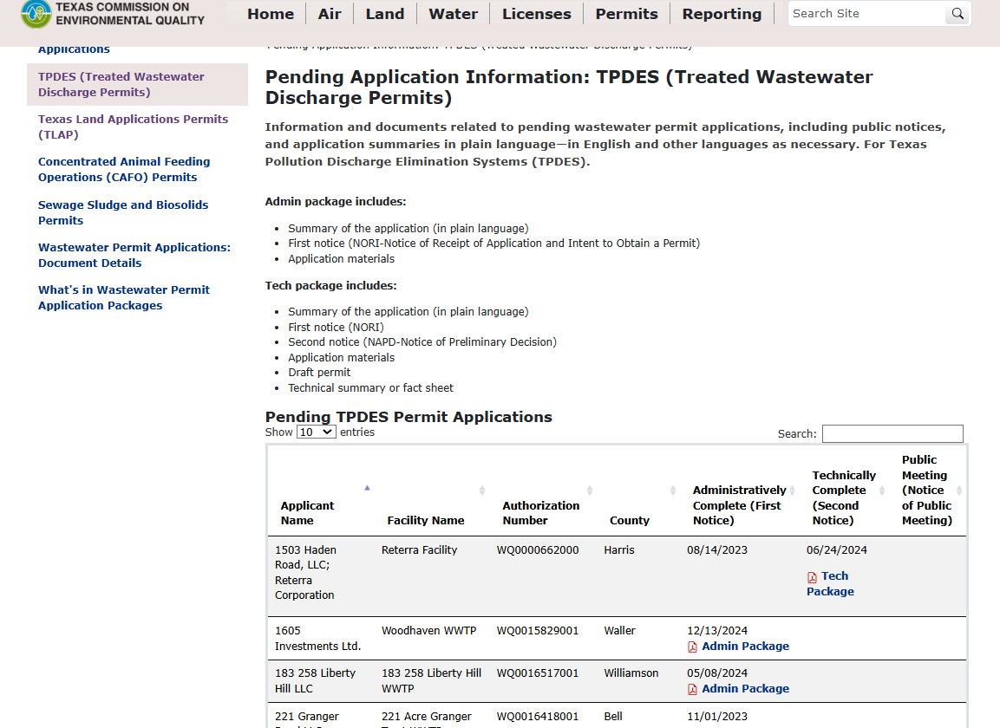 TEXAS COMMISSION ON
ENVIRONMENTAL QUALITY
Home
Air
Land
Water
Licenses
Permits
Reporting
Search Site
Applications
TPDES (Treated Wastewater
Discharge Permits)
Texas Land Applications Permits
(TLAP)
Concentrated Animal Feeding
Operations (CAFO) Permits
Sewage Sludge and Biosolids
Permits
Wastewater Permit Applications:
Document Details
What's in Wastewater Permit
Application Packages
Pending Application Information: TPDES (Treated Wastewater Discharge Permits)
Pending Application Information: TPDES (Treated Wastewater
Discharge Permits)
Information and documents related to pending wastewater permit applications, including public notices,
and application summaries in plain language—in English and other languages as necessary. For Texas
Pollution Discharge Elimination Systems (TPDES).
Admin package includes:
• Summary of the application (in plain language)
• First notice (NORI-Notice of Receipt of Application and Intent to Obtain a Permit)
• Application materials
Tech package includes:
• Summary of the application (in plain language)
• First notice (NORI)
• Second notice (NAPD-Notice of Preliminary Decision)
• Application materials
• Draft permit
• Technical summary or fact sheet
Pending TPDES Permit Applications
Show 10 entries
Search:
Applicant
Name
Facility Name
Authorization
Number
County
Administratively
Complete (First
Notice)
Technically
Complete
(Second
Notice)
Public
Meeting
(Notice
of Public
Meeting)
1503 Haden
Road, LLC;
Reterra
Corporation
Reterra Facility
WQ0000662000
Harris
08/14/2023
06/24/2024
Tech
Package
1605
Investments Ltd.
Woodhaven WWTP
WQ0015829001
Waller
12/13/2024
Admin Package
183 258 Liberty
Hill LLC
183 258 Liberty Hill
WWTP
WQ0016517001
Williamson
05/08/2024
Admin Package
221 Granger
221 Acre Granger
WQ0016418001
Bell
11/01/2023